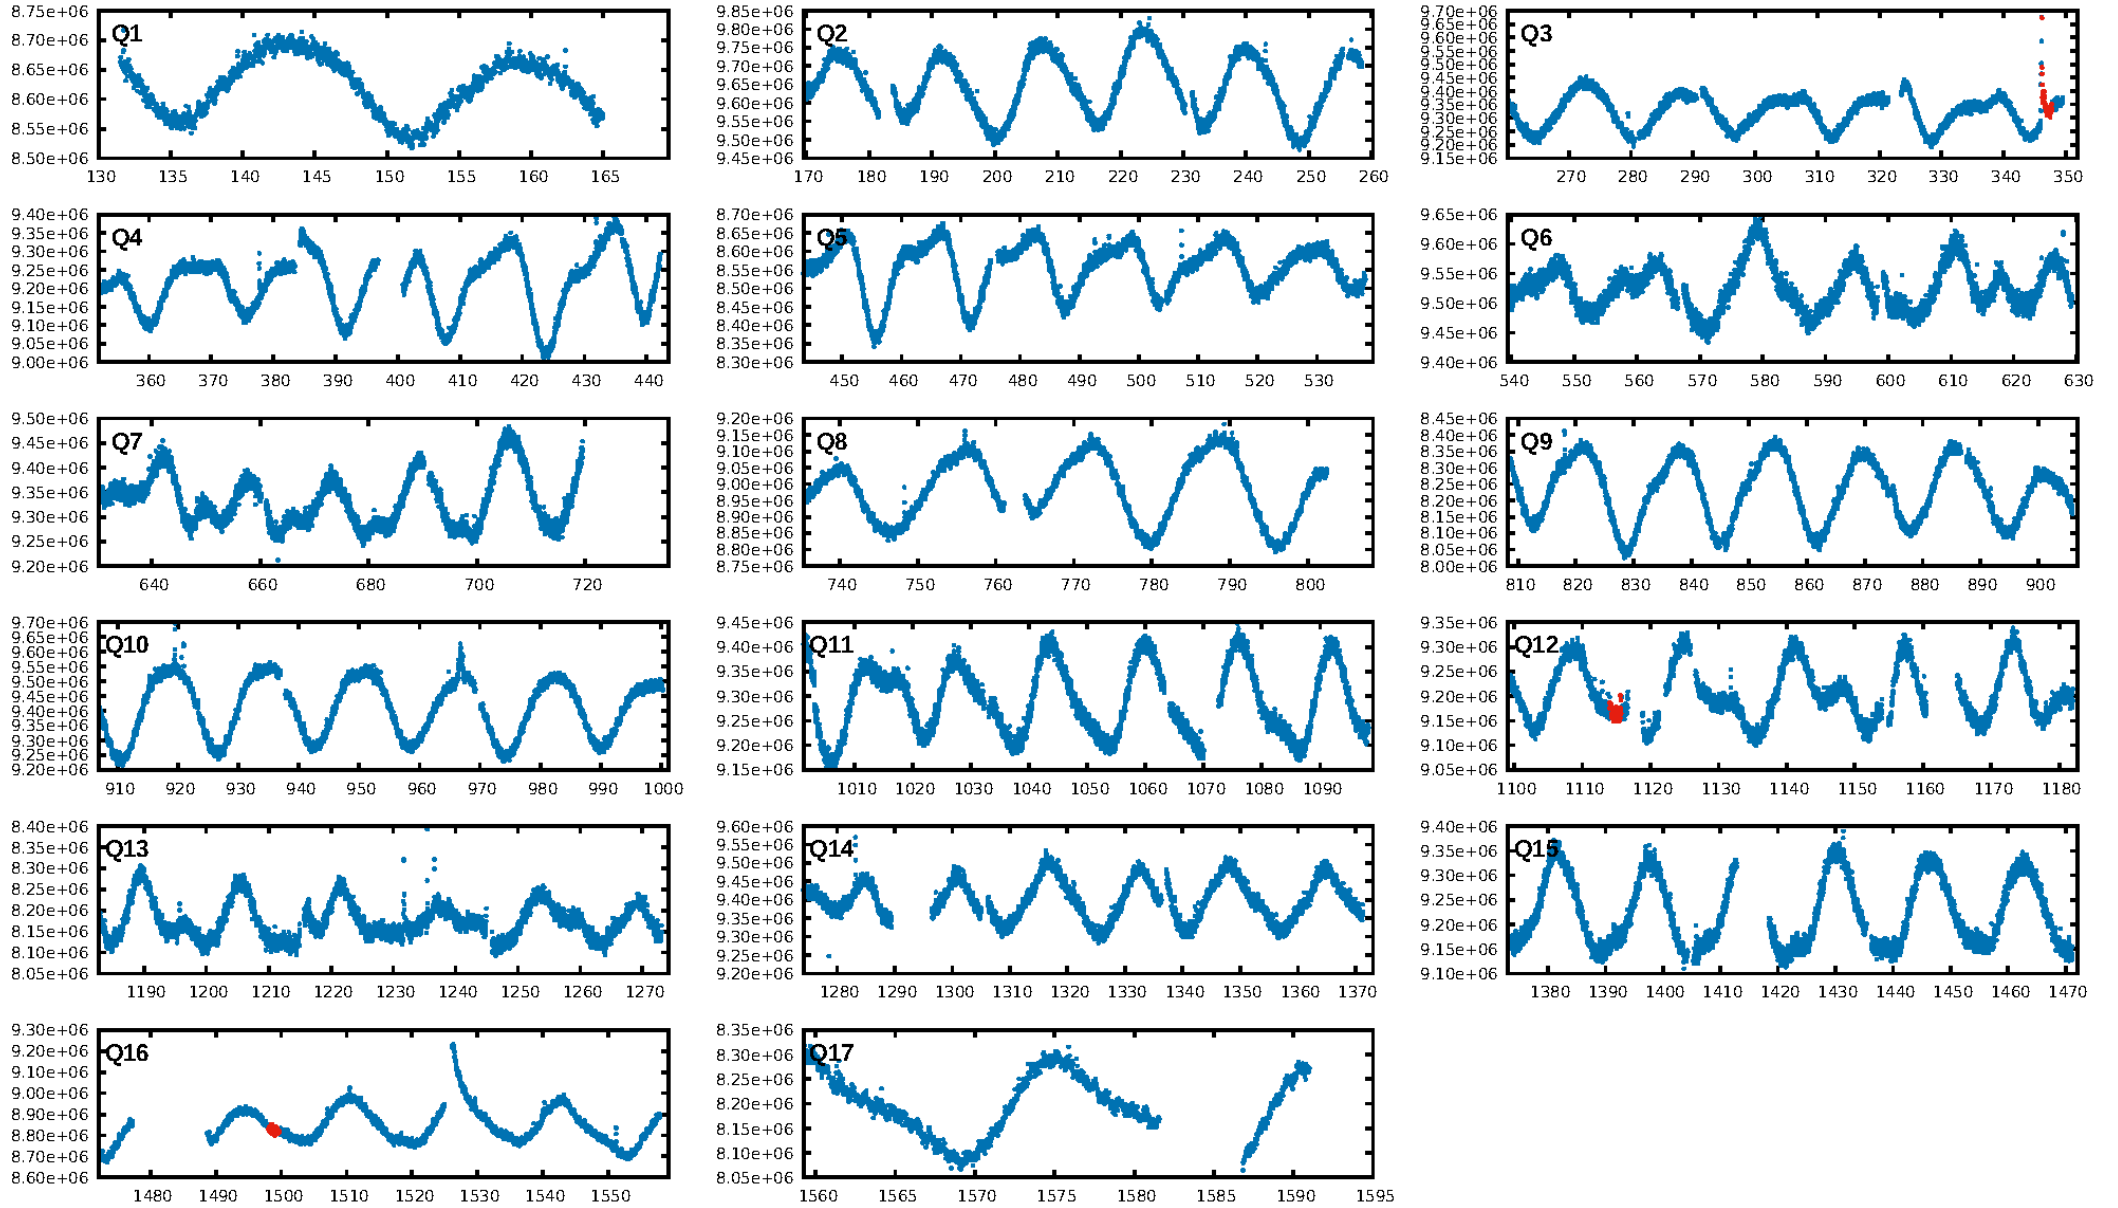 8.75e+06 8.70e+06 8.65e+06 8.60e+06 8.55e+06 8.50e+06
Q1
130 135 140 145 150 155 160 165
9.85e+06 9.80e+06 9.75e+06 9.70e+06 9.65e+06 9.60e+06 9.55e+06 9.50e+06 9.45e+06
Q2
170 180 190 200 210 220 230 240 250 260
9.70e+06 9.65e+06 9.60e+06 9.55e+06 9.50e+06 9.45e+06 9.40e+06 9.35e+06 9.30e+06 9.25e+06 9.20e+06 9.15e+06
Q3
270 280 290 300 310 320 330 340 350
9.40e+06 9.35e+06 9.30e+06 9.25e+06 9.20e+06 9.15e+06 9.10e+06 9.05e+06 9.00e+06
Q4
360 370 380 390 400 410 420 430 440
8.70e+06 8.65e+06 8.60e+06 8.55e+06 8.50e+06 8.45e+06 8.40e+06 8.35e+06 8.30e+06
Q5
450 460 470 480 490 500 510 520 530
9.65e+06 9.60e+06 9.55e+06 9.50e+06 9.45e+06 9.40e+06
Q6
540 550 560 570 580 590 600 610 620 630
9.50e+06 9.45e+06 9.40e+06 9.35e+06 9.30e+06 9.25e+06 9.20e+06
Q7
640 660 680 700 720
9.20e+06 9.15e+06 9.10e+06 9.05e+06 9.00e+06 8.95e+06 8.90e+06 8.85e+06 8.80e+06 8.75e+06
Q8
740 750 760 770 780 790 800
8.45e+06 8.40e+06 8.35e+06 8.30e+06 8.25e+06 8.20e+06 8.15e+06 8.10e+06 8.05e+06 8.00e+06
Q9
810 820 830 840 850 860 870 880 890 900
9.70e+06 9.65e+06 9.60e+06 9.55e+06 9.50e+06 9.45e+06 9.40e+06 9.35e+06 9.30e+06 9.25e+06 9.20e+06
Q10
910 920 930 940 950 960 970 980 990 1000
9.45e+06 9.40e+06 9.35e+06 9.30e+06 9.25e+06 9.20e+06 9.15e+06
Q11
1010 1020 1030 1040 1050 1060 1070 1080 1090
9.35e+06 9.30e+06 9.25e+06 9.20e+06 9.15e+06 9.10e+06 9.05e+06
Q12
1100 1110 1120 1130 1140 1150 1160 1170 1180
8.40e+06 8.35e+06 8.30e+06 8.25e+06 8.20e+06 8.15e+06 8.10e+06 8.05e+06
Q13
1190 1200 1210 1220 1230 1240 1250 1260 1270
9.60e+06 9.55e+06 9.50e+06 9.45e+06 9.40e+06 9.35e+06 9.30e+06 9.25e+06 9.20e+06
Q14
1280 1290 1300 1310 1320 1330 1340 1350 1360 1370
9.40e+06 9.35e+06 9.30e+06 9.25e+06 9.20e+06 9.15e+06 9.10e+06
Q15
1380 1390 1400 1410 1420 1430 1440 1450 1460 1470
9.30e+06 9.20e+06 9.10e+06 9.00e+06 8.90e+06 8.80e+06 8.70e+06 8.60e+06
Q16
1480 1490 1500 1510 1520 1530 1540 1550
8.35e+06 8.30e+06 8.25e+06 8.20e+06 8.15e+06 8.10e+06 8.05e+06
Q17
1560 1565 1570 1575 1580 1585 1590 1595